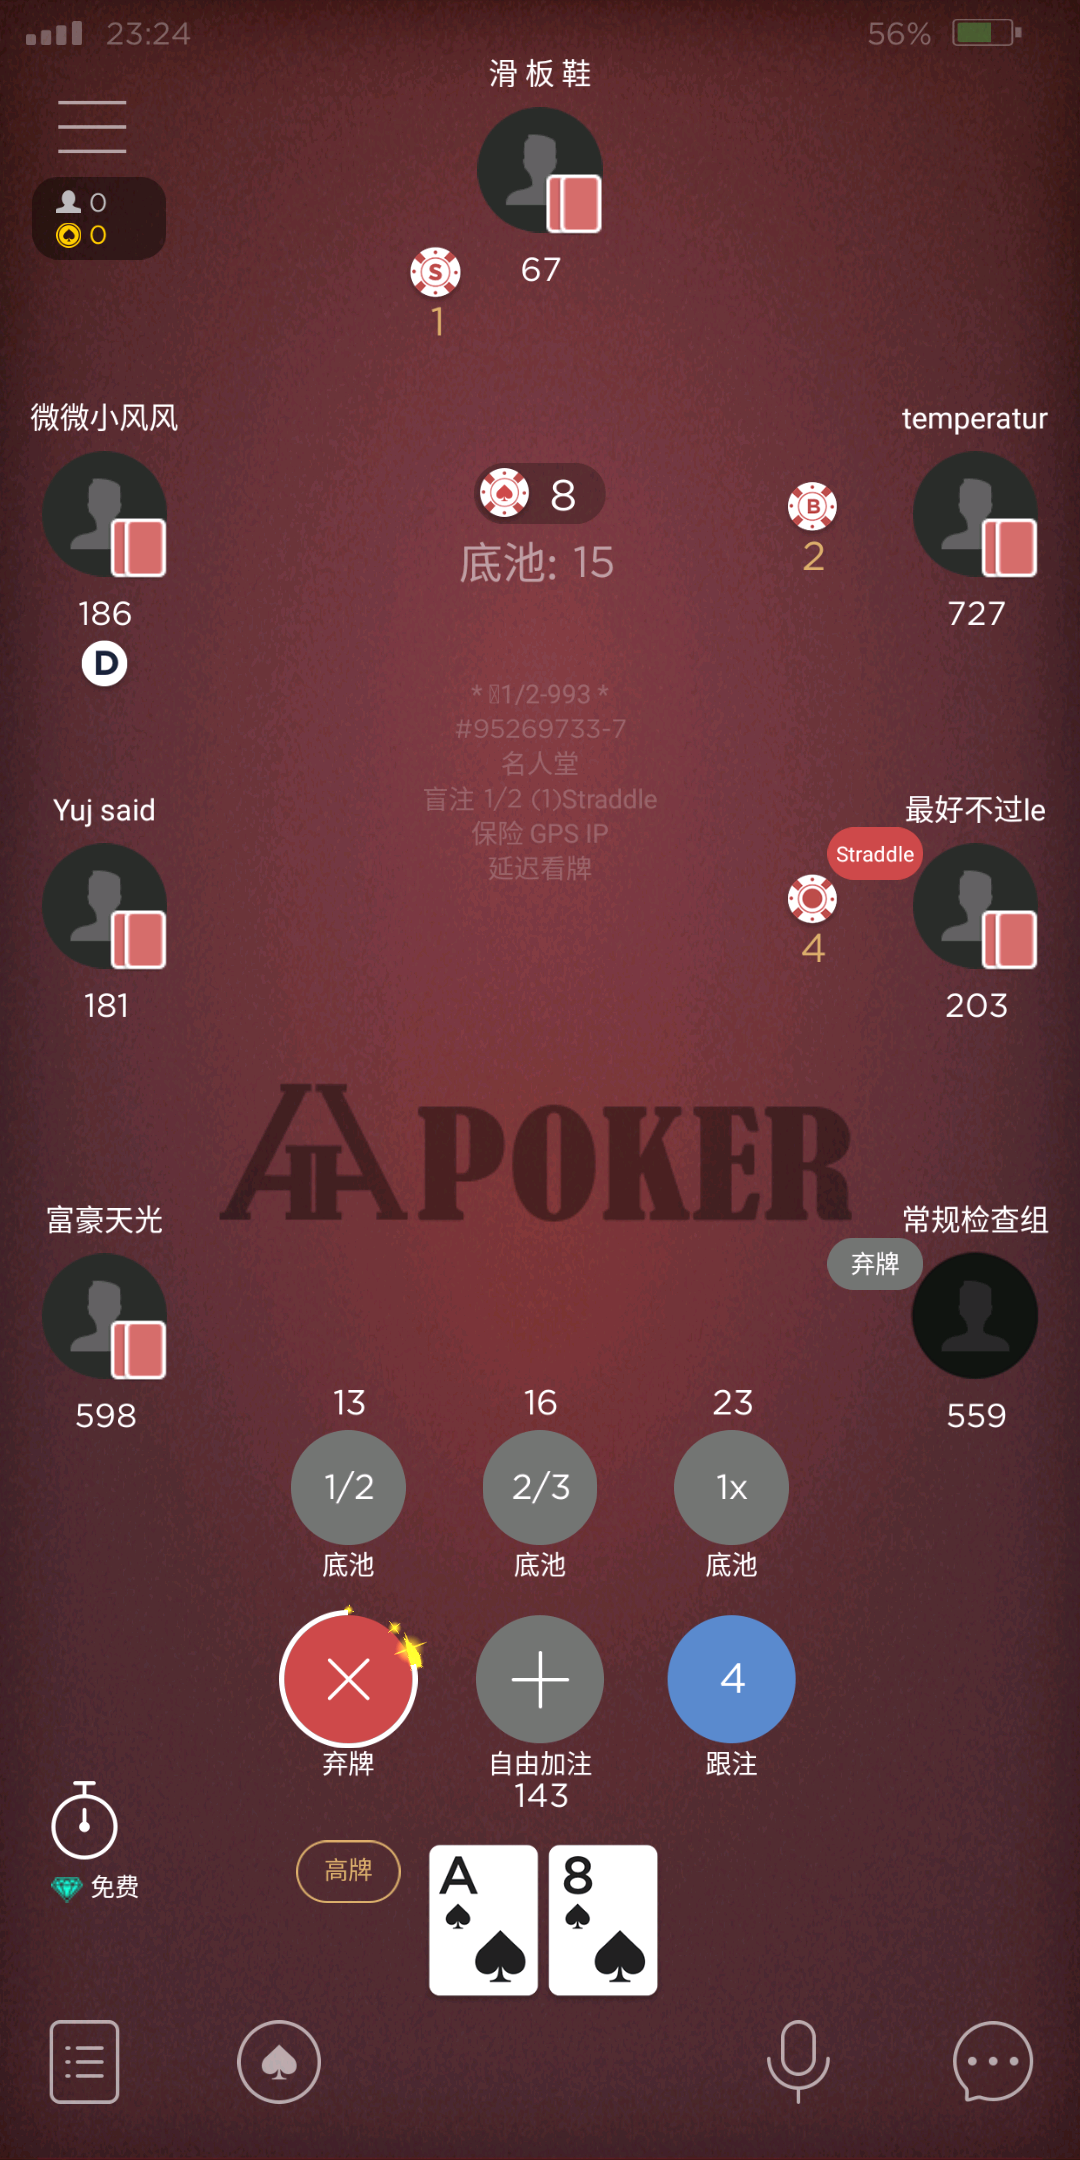 23:24
56%
滑板鞋
0
0
67
S
1
微微小风风
temperatur
8
B
2
底池: 15
186
727
D
1/2-993 *
#95269733-7
名人堂
盲注 1/2 (1)Straddle
保险 GPS IP
延迟看牌
Yuj said
最好不过le
Straddle
4
181
203
POKER
富豪天光
常规检查组
弃牌
598
559
13
16
23
1/2
2/3
1x
底池
底池
底池
4
弃牌
自由加注
跟注
143
免费
高牌
A
8